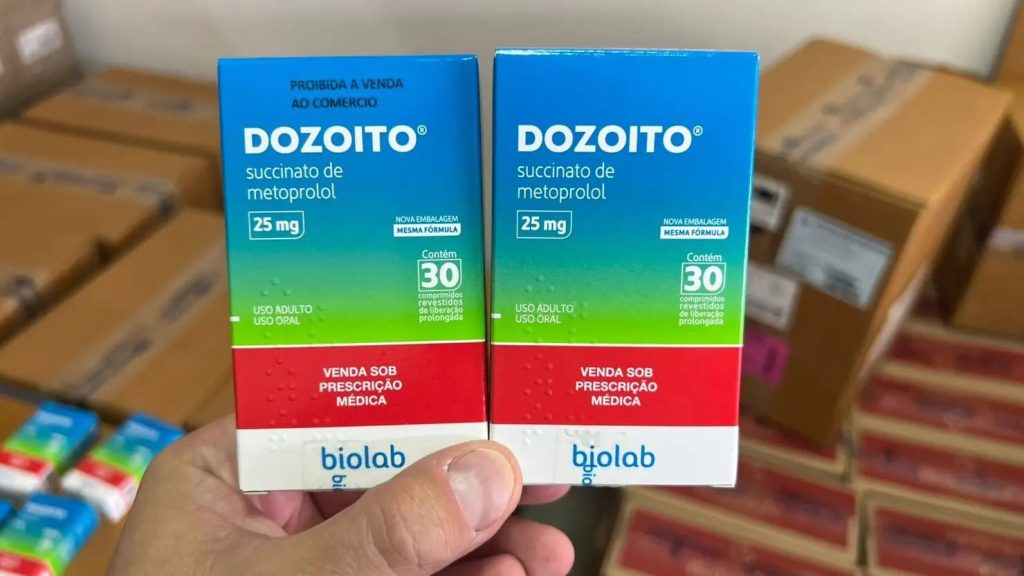 PROIBIDA A VENDA
AO COMERCIO
DOZOITO®
succinato de
metoprolol
25 mg
NOVA EMBALAGEM
MESMA FÓRMULA
Contém
30
comprimidos
revestidos
de liberação
prolongada
USO ADULTO
USO ORAL
VENDA SOB
PRESCRIÇÃO
MÉDICA
biolab
DOZOITO®
succinato de
metoprolol
25 mg
NOVA EMBALAGEM
MESMA FÓRMULA
Contém
30
comprimidos
revestidos
de liberação
prolongada
USO ADULTO
USO ORAL
VENDA SOB
PRESCRIÇÃO
MÉDICA
biolab